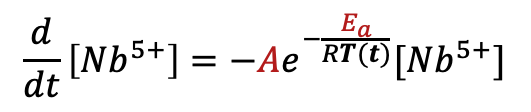 d/dt [Nb⁵⁺] = −Ae^(−Eₐ/RT(t)) [Nb⁵⁺]